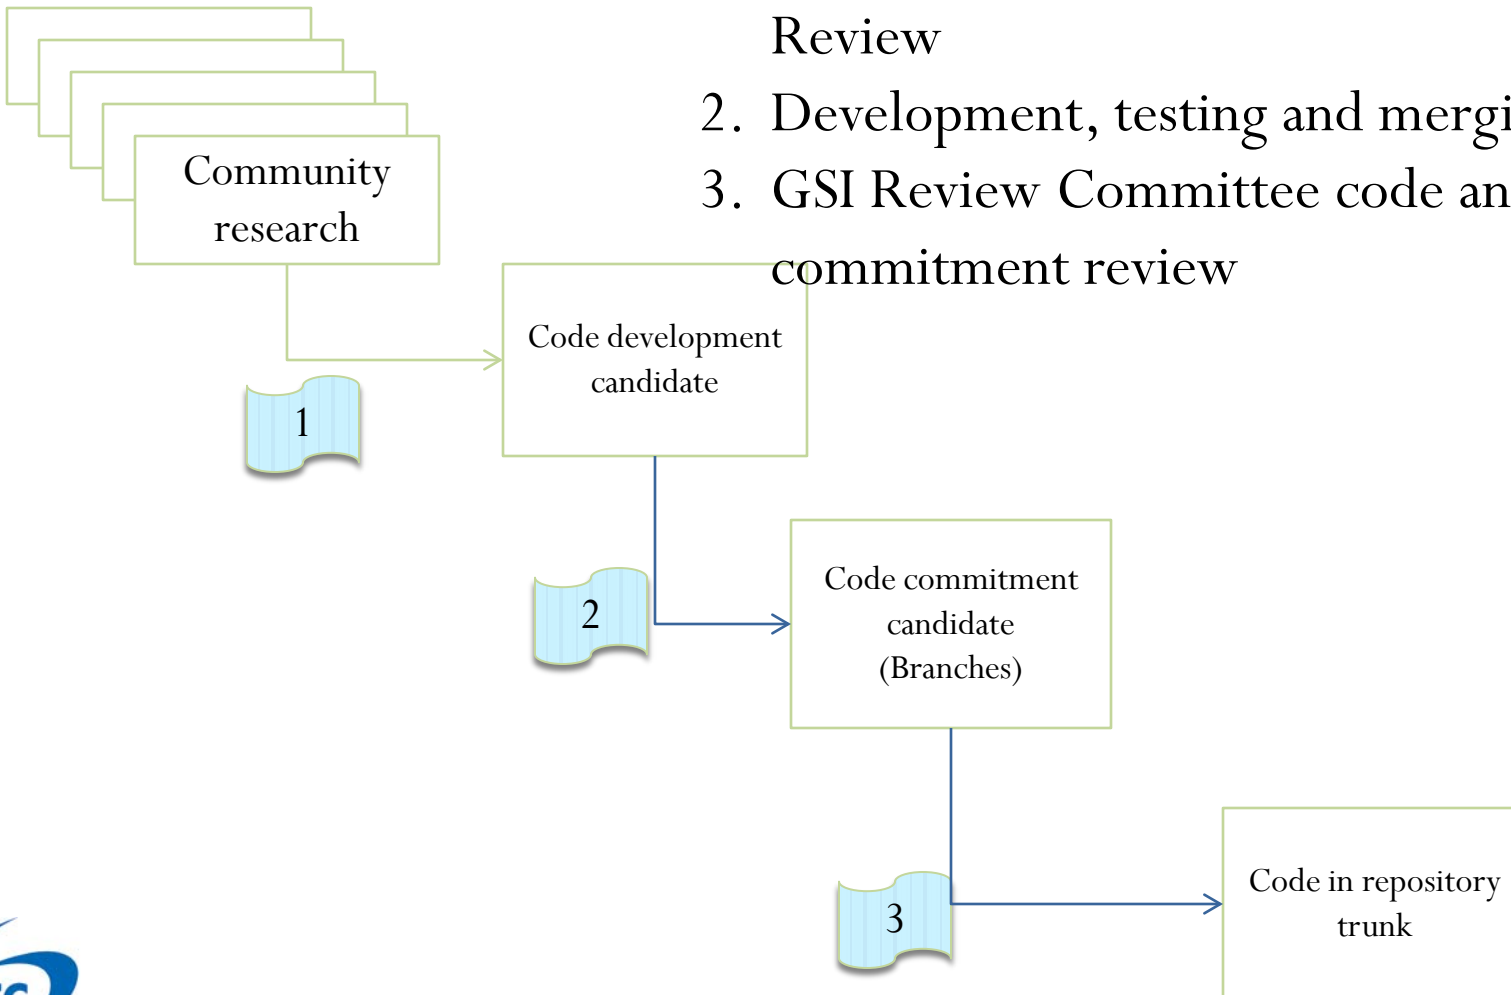 Review
2. Development, testing and mergi
3. GSI Review Committee code an
commitment review
Community
research
Code development
candidate
1
Code commitment
candidate
(Branches)
2
Code in repository
trunk
3